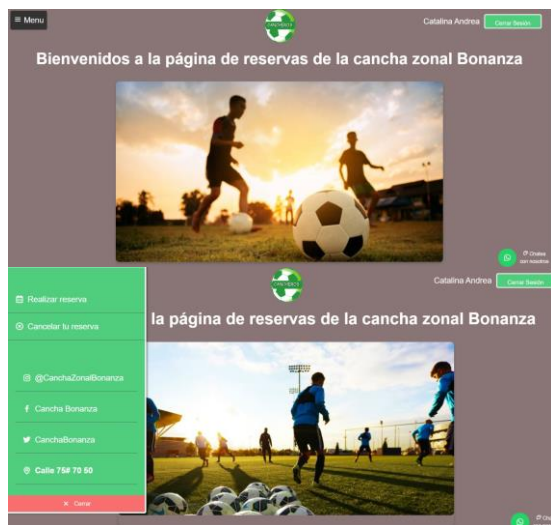 ≡ Menu
Catalina Andrea
Cerrar Sesión
Bienvenidos a la página de reservas de la cancha zonal Bonanza
Chatea
con nosotros
Catalina Andrea
Cerrar Sesión
Realizar reserva
Cancelar tu reserva
la página de reservas de la cancha zonal Bonanza
@CanchaZonalBonanza
Cancha Bonanza
CanchaBonanza
Calle 75# 70 50
× Cerrar